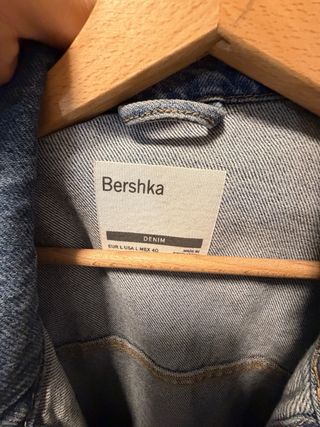 Bershka
DENIM
EUR L USA L MEX 40
MADE IN